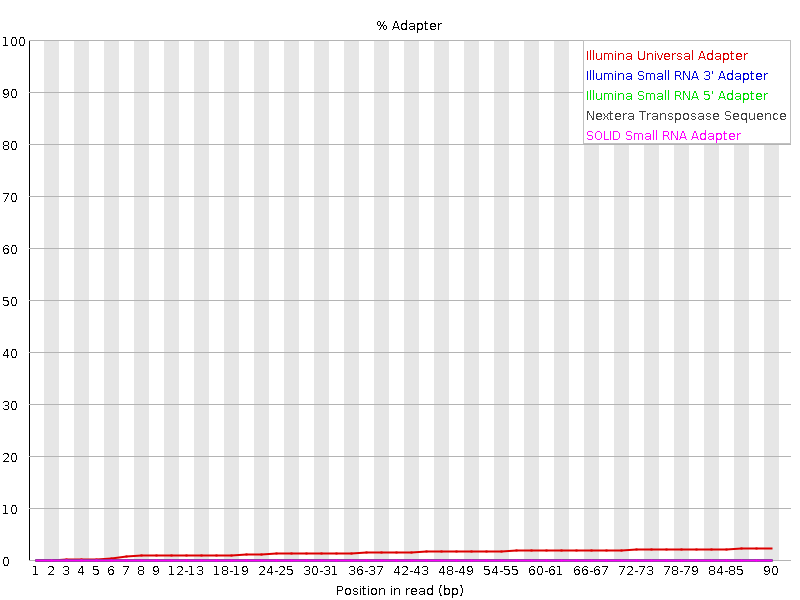 % Adapter
Illumina Universal Adapter
Illumina Small RNA 3' Adapter
Illumina Small RNA 5' Adapter
Nextera Transposase Sequence
SOLID Small RNA Adapter
100
90
80
70
60
50
40
30
20
10
0
1 2 3 4 5 6 7 8 9 12-13 18-19 24-25 30-31 36-37 42-43 48-49 54-55 60-61 66-67 72-73 78-79 84-85 90
Position in read (bp)